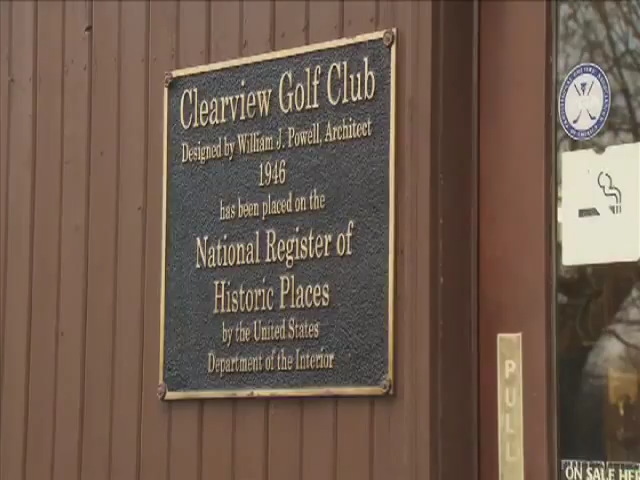 Clearview Golf Club
Designed by William J. Powell, Architect
1946
has been placed on the
National Register of
Historic Places
by the United States
Department of the Interior
PULL
ON SALE HER